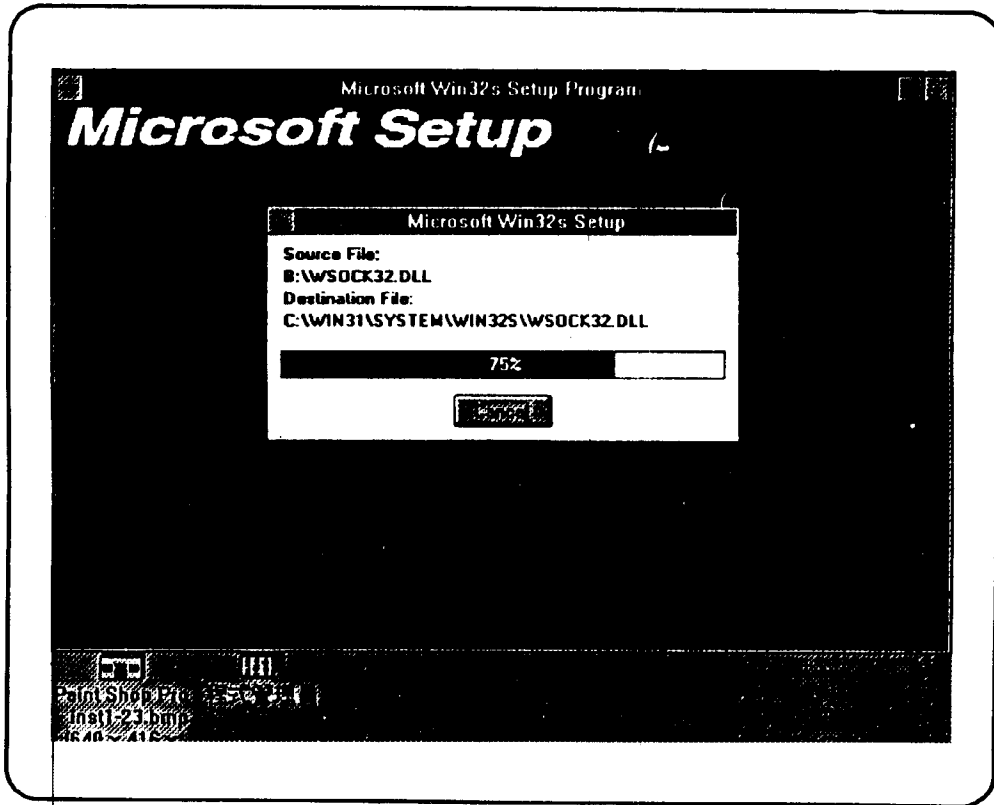 Microsoft Win32s Setup Program
Microsoft Setup
Microsoft Win32s Setup
Source File:
B:\WSOCK32.DLL
Destination File:
C:\WIN31\SYSTEM\WIN32S\WSOCK32.DLL
75%
Cancel
Paint Shop Pro
Inst1-23.bmp